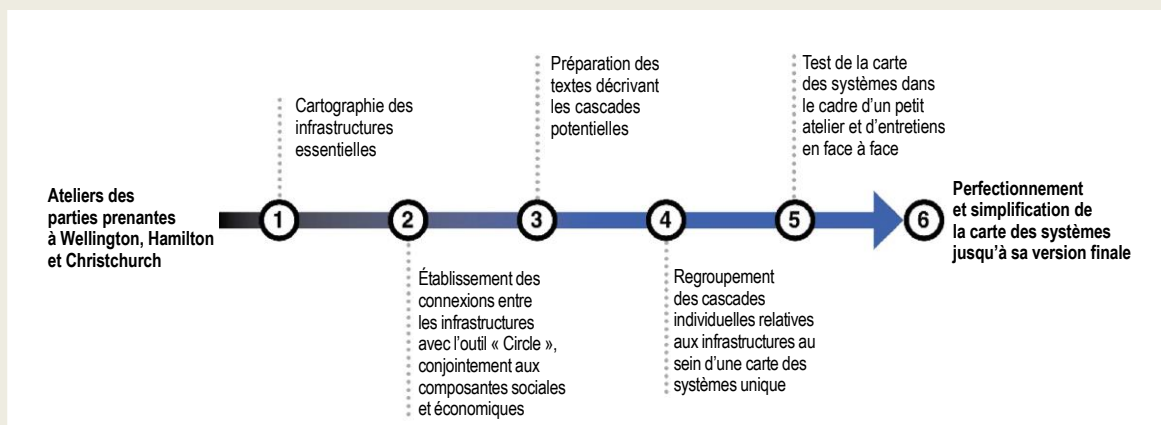 Ateliers des
parties prenantes
à Wellington, Hamilton
et Christchurch
1
Cartographie des
infrastructures
essentielles
2
Établissement des
connexions entre
les infrastructures
avec l'outil « Circle »,
conjointement aux
composantes sociales
et économiques
3
Préparation des
textes décrivant
les cascades
potentielles
4
Regroupement
des cascades
individuelles relatives
aux infrastructures au
sein d'une carte des
systèmes unique
5
Test de la carte
des systèmes dans
le cadre d'un petit
atelier et d'entretiens
en face à face
6
Perfectionnement
et simplification de
la carte des systèmes
jusqu'à sa version finale